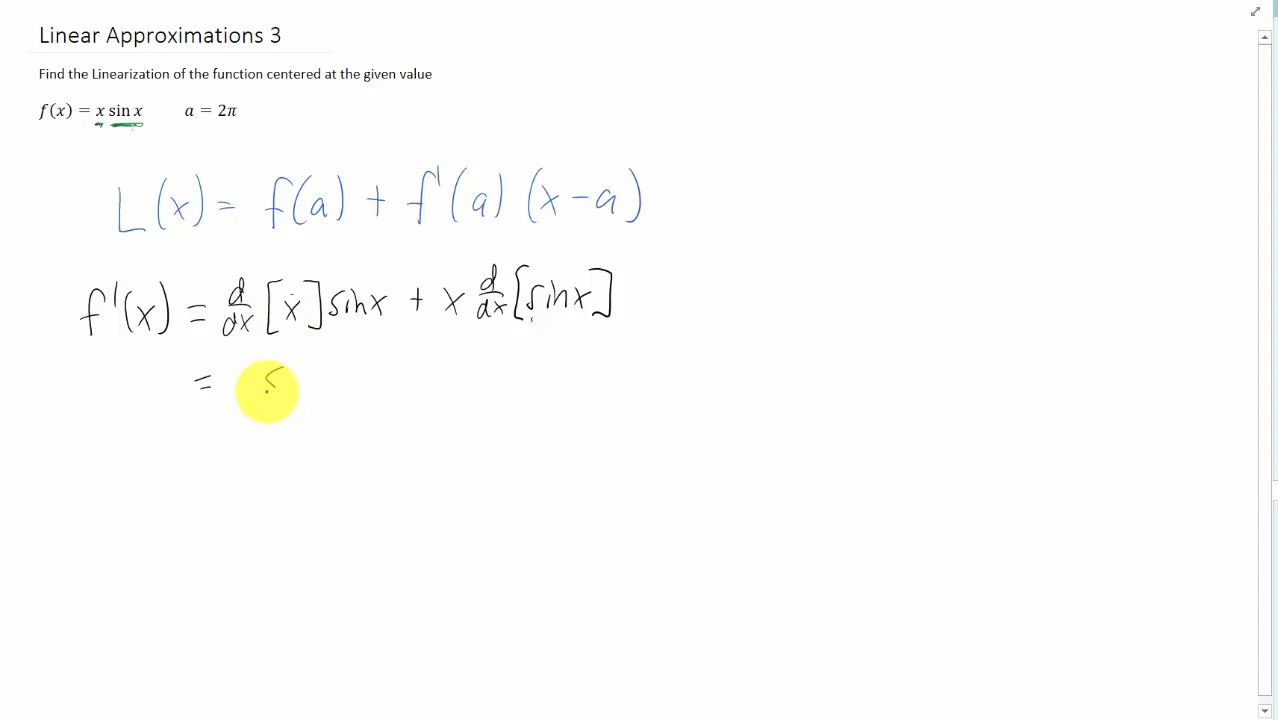 Linear Approximations 3
Find the Linearization of the function centered at the given value
f(x) = x sin x a = 2π
L(x) = f(a) + f'(a) (x-a)
f'(x) = d/dx [x] sinx + x d/dx [sinx]
= s